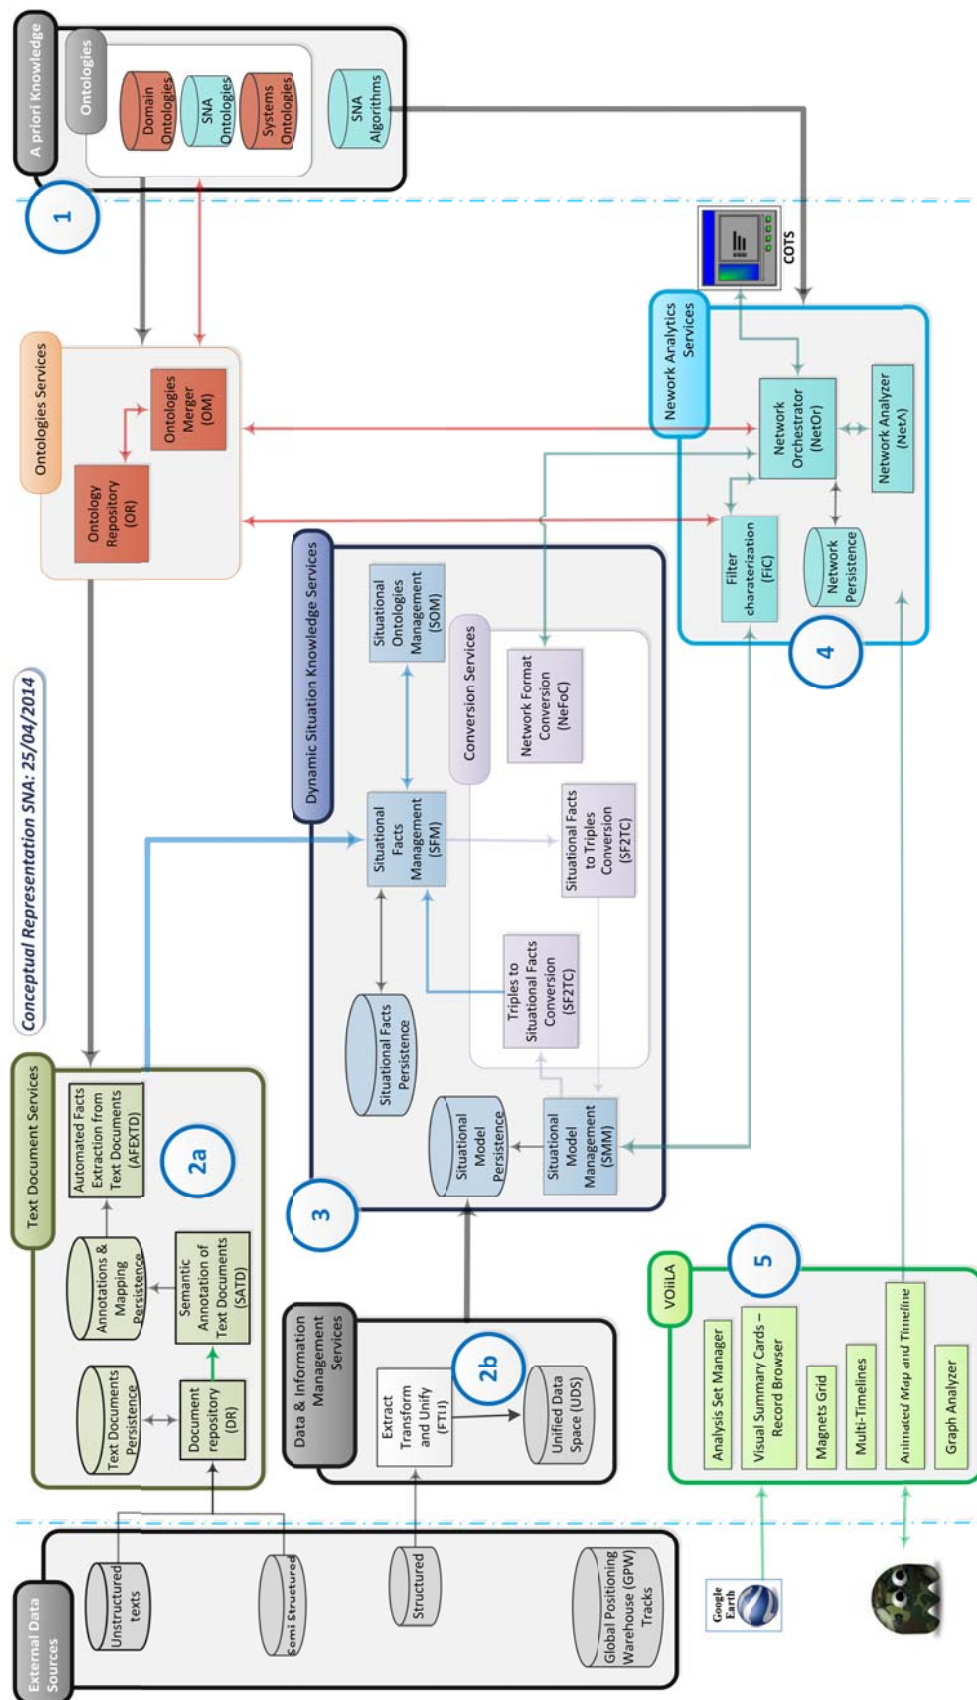 Conceptual Representation SNA: 25/04/2014
External Data
Sources
Unstructured
texts
Semi Structured
Structured
Global Positioning
Warehouse (GPW)
Tracks
Text Document Services
Text Documents
Persistence
Document
repository
(DR)
Annotations &
Mapping
Persistence
Semantic
Annotation of
Text Documents
(SATD)
Automated Facts
Extraction from
Text Documents
(AFEXTD)
2a
Data & Information
Management
Services
Extract
Transform
and Unify
(ETU)
2b
Unified Data
Space (UDS)
Ontologies Services
Ontology
Repository
(OR)
Ontologies
Merger
(OM)
A priori Knowledge
Ontologies
Domain
Ontologies
SNA
Ontologies
Systems
Ontologies
SNA
Algorithms
1
Dynamic Situation Knowledge Services
3
Situational Facts
Persistence
Situational
Facts
Management
(SFM)
Situational
Ontologies
Management
(SOM)
Situational
Model
Persistence
Situational
Model
Management
(SMM)
Conversion Services
Triples to
Situational Facts
Conversion
(SF2TC)
Situational Facts
to Triples
Conversion
(SF2TC)
Network Format
Conversion
(NeFoC)
VOiiLA
5
Analysis Set Manager
Visual Summary Cards –
Record Browser
Magnets Grid
Multi-Timelines
Animated Map and Timeline
Graph Analyzer
Google
Earth
Network Analytics
Services
4
Filter
charaterization
(FiC)
Network
Orchestrator
(NetOr)
Network
Persistence
Network Analyzer
(NetA)
COTS